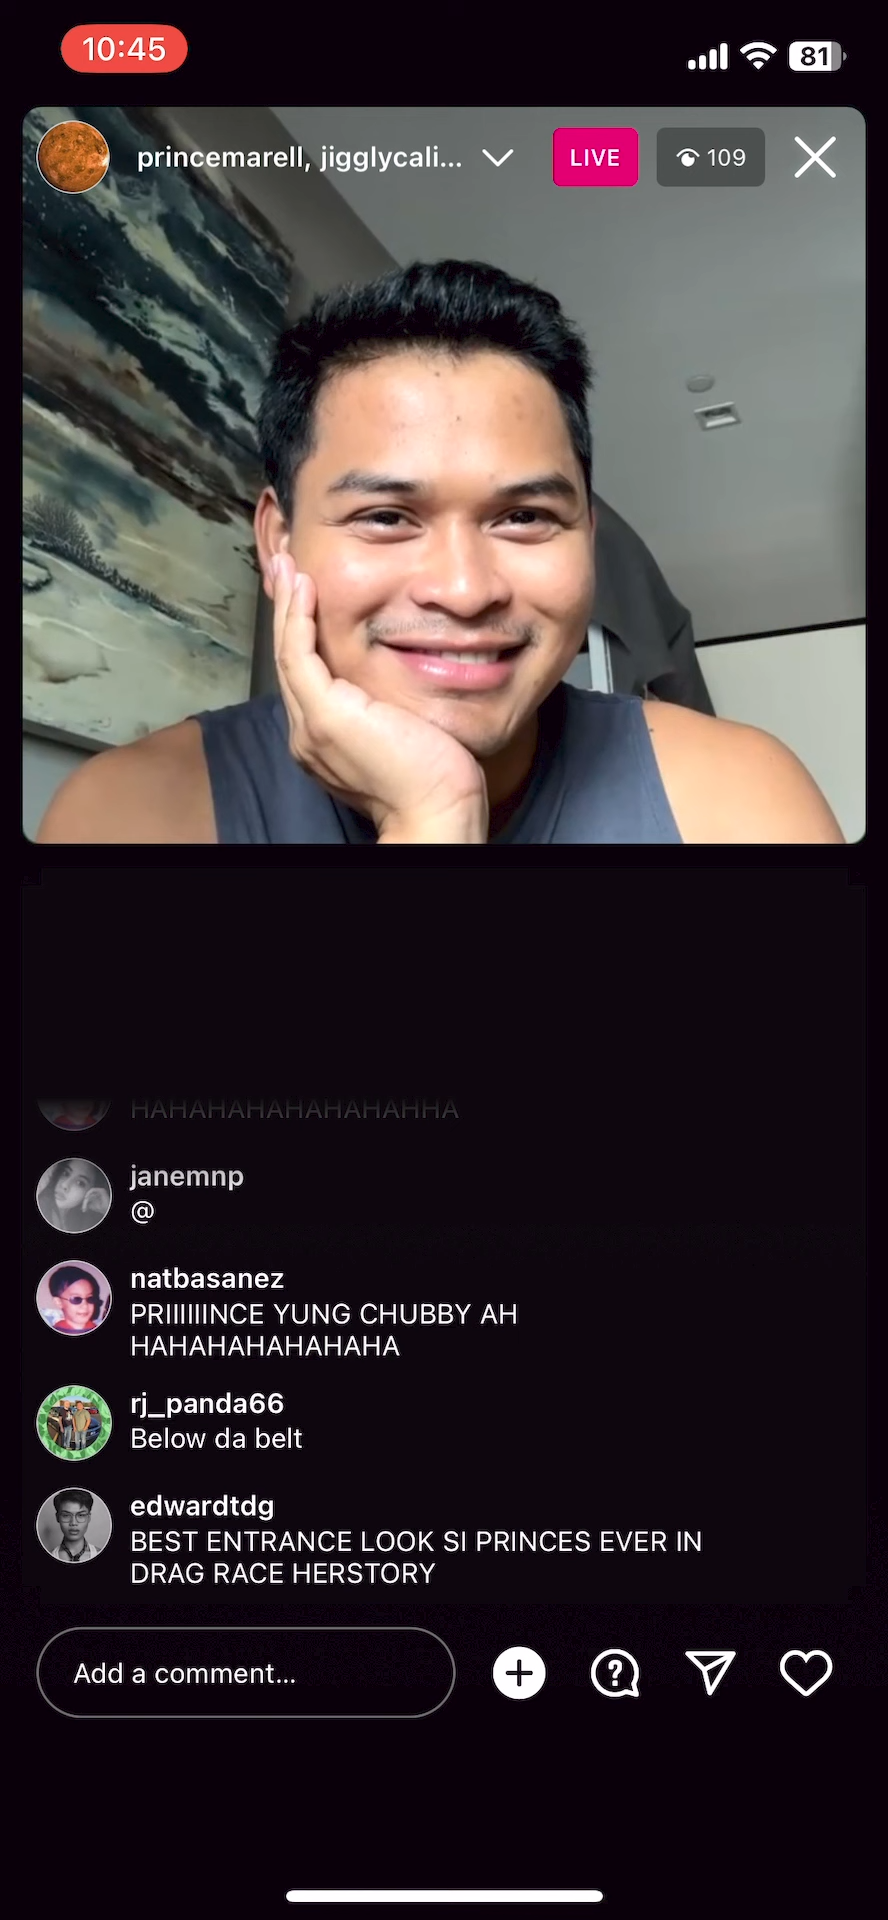 10:45
81
princemarell, jigglycali...
LIVE
109
HAHAHAHAHAHAHAHHA
janemnp
@
natbasanez
PRIIIIIINCE YUNG CHUBBY AH
HAHAHAHAHAHAHA
rj_panda66
Below da belt
edwardtdg
BEST ENTRANCE LOOK SI PRINCES EVER IN
DRAG RACE HERSTORY
Add a comment...